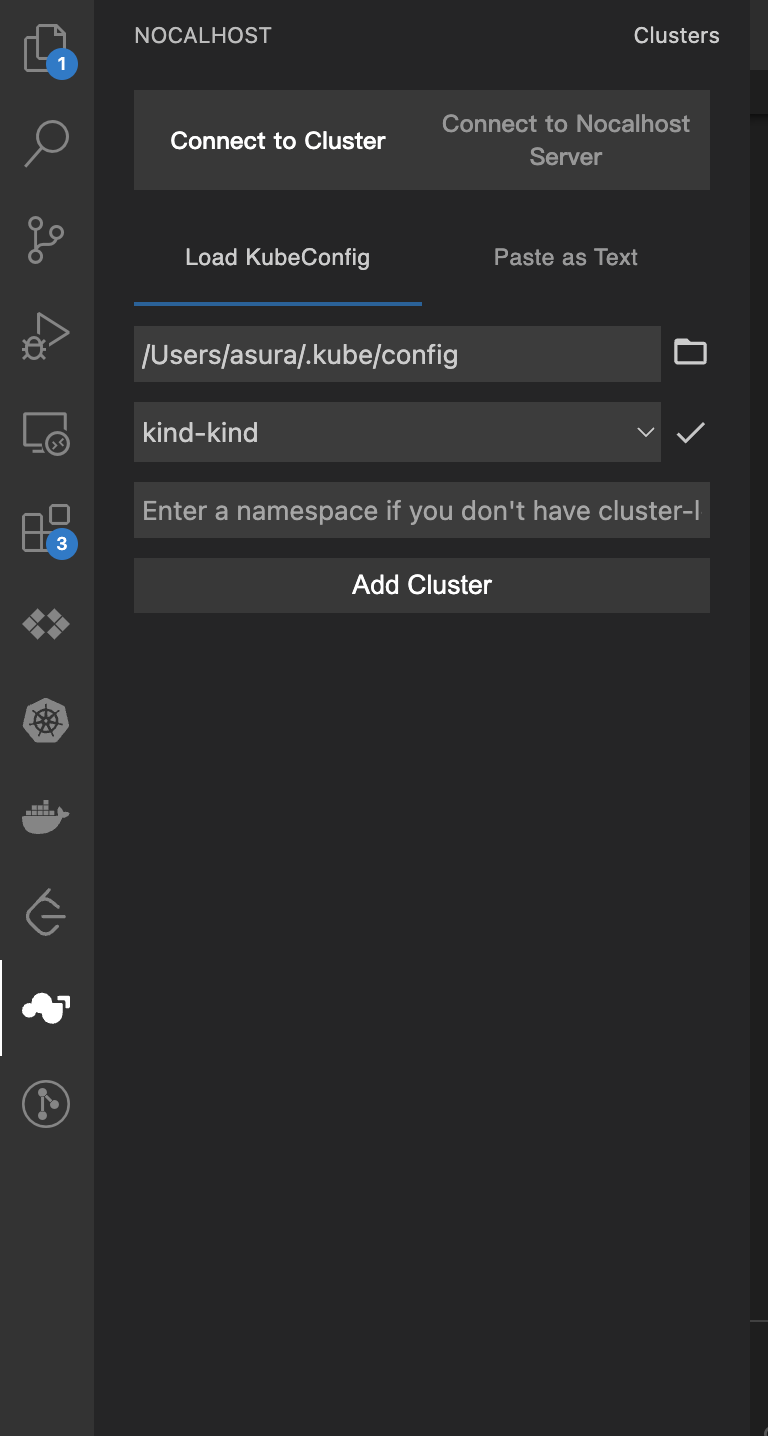 NOCALHOST
Clusters
Connect to Cluster
Connect to Nocalhost
Server
Load KubeConfig
Paste as Text
/Users/asura/.kube/config
kind-kind
Enter a namespace if you don't have cluster-l
Add Cluster
1
3